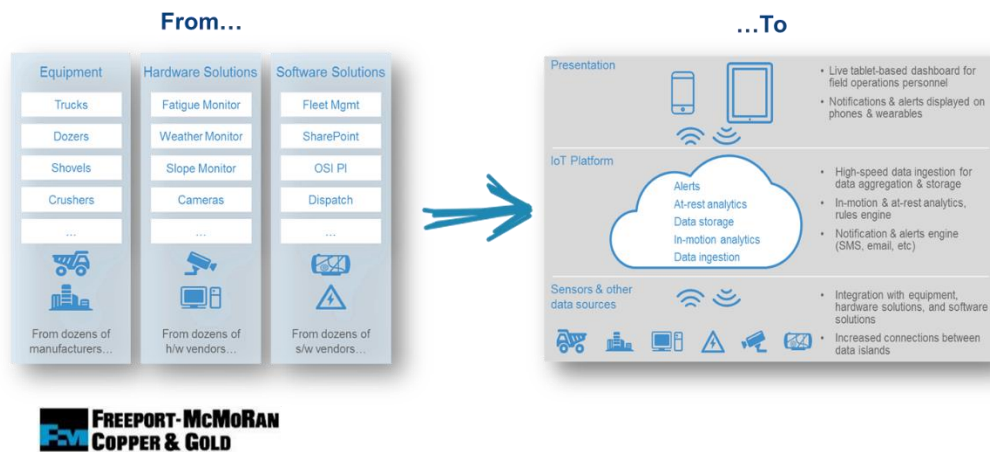 From…
…To
Equipment
Trucks
Dozers
Shovels
Crushers
…
From dozens of
manufacturers…
Hardware Solutions
Fatigue Monitor
Weather Monitor
Slope Monitor
Cameras
…
From dozens of
h/w vendors…
Software Solutions
Fleet Mgmt
SharePoint
OSI PI
Dispatch
…
From dozens of
s/w vendors…
Presentation
• Live tablet-based dashboard for
field operations personnel
• Notifications & alerts displayed on
phones & wearables
IoT Platform
Alerts
At-rest analytics
Data storage
In-motion analytics
Data ingestion
• High-speed data ingestion for
data aggregation & storage
• In-motion & at-rest analytics,
rules engine
• Notification & alerts engine
(SMS, email, etc)
Sensors & other
data sources
• Integration with equipment,
hardware solutions, and software
solutions
• Increased connections between
data islands
FCM
FREEPORT-MCMORAN
COPPER & GOLD